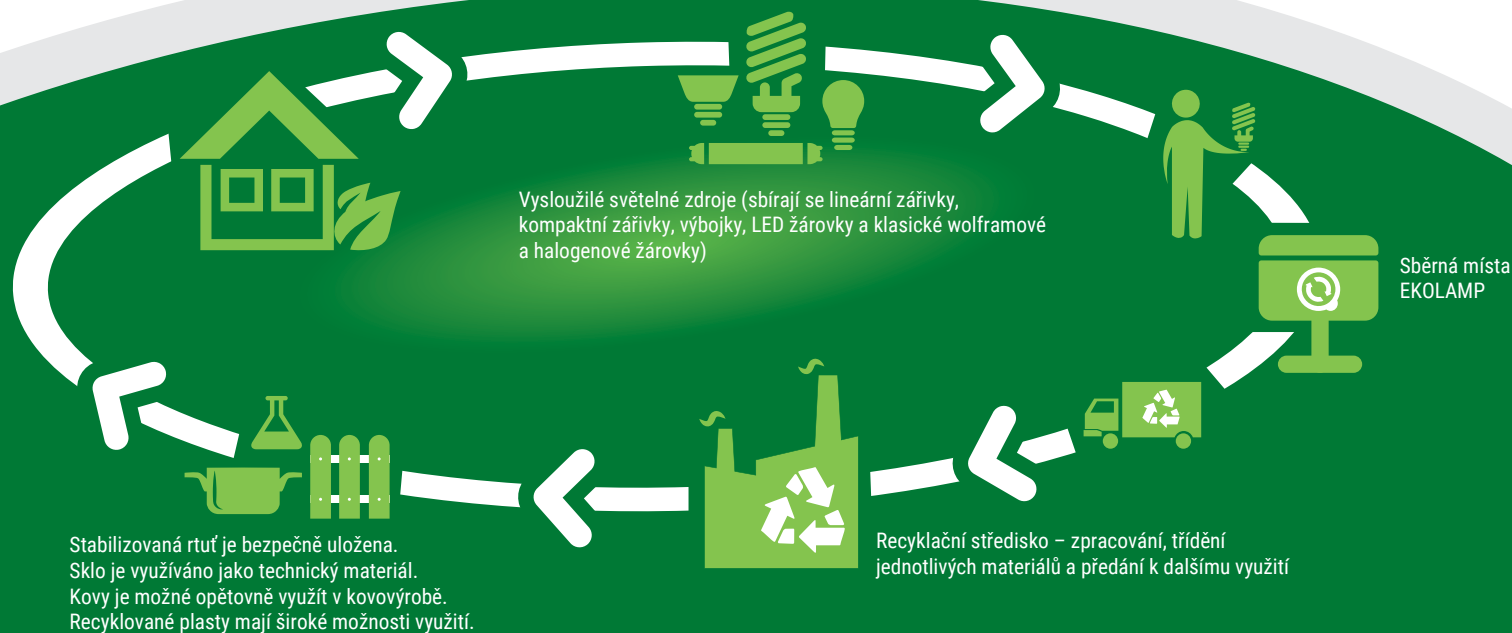 Vysloužilé světelné zdroje (sbírají se lineární zářivky,
kompaktní zářivky, výbojky, LED žárovky a klasické wolframové
a halogenové žárovky)
Sběrná místa
EKOLAMP
Recyklační středisko – zpracování, třídění
jednotlivých materiálů a předání k dalšímu využití
Stabilizovaná rtuť je bezpečně uložena.
Sklo je využíváno jako technický materiál.
Kovy je možné opětovně využít v kovovýrobě.
Recyklované plasty mají široké možnosti využití.